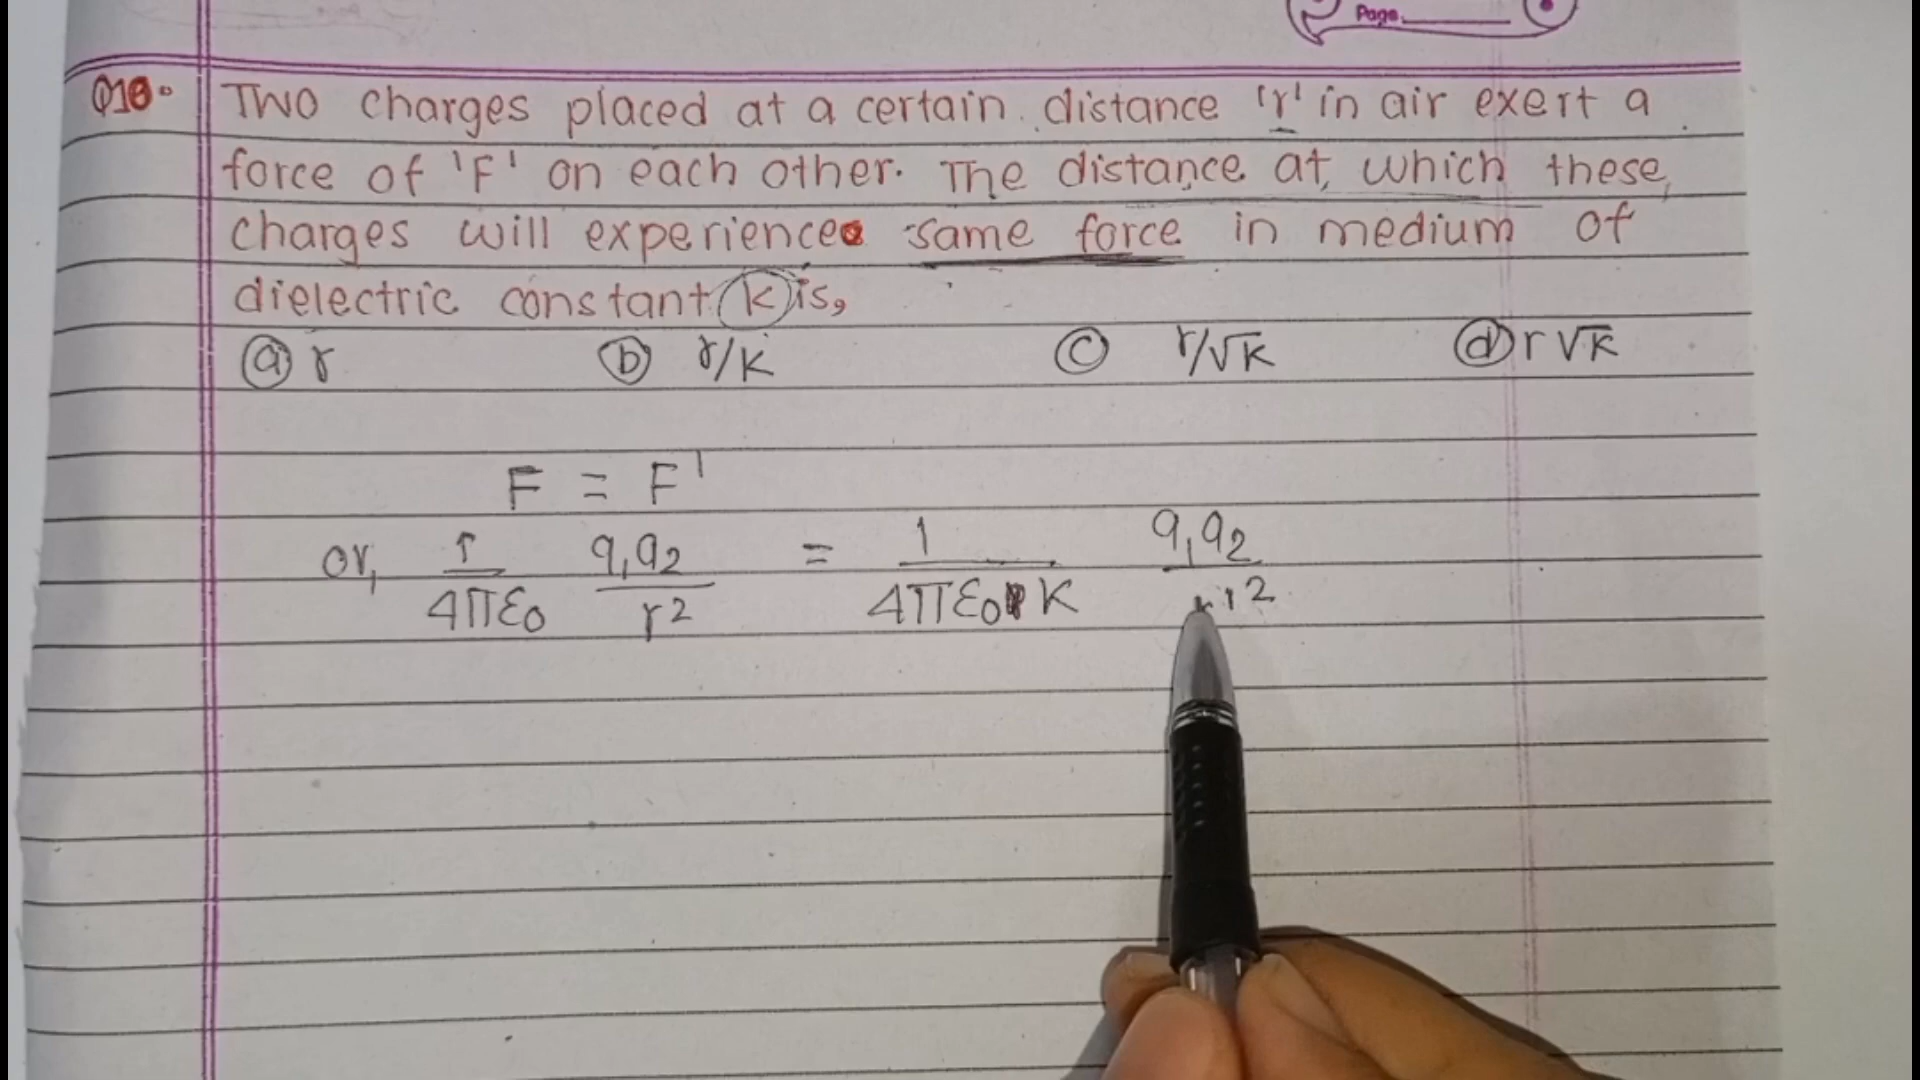 Page.
Q10. Two charges placed at a certain distance 'r' in air exert a
force of 'F' on each other. The distance at which these
charges will experience same force in medium of
dielectric constant K is,
(a) r (b) r/K (c) r/√K (d) r√K
F = F'
or, 1/4πε₀ q₁q₂/r² = 1/4πε₀K q₁q₂/r'²